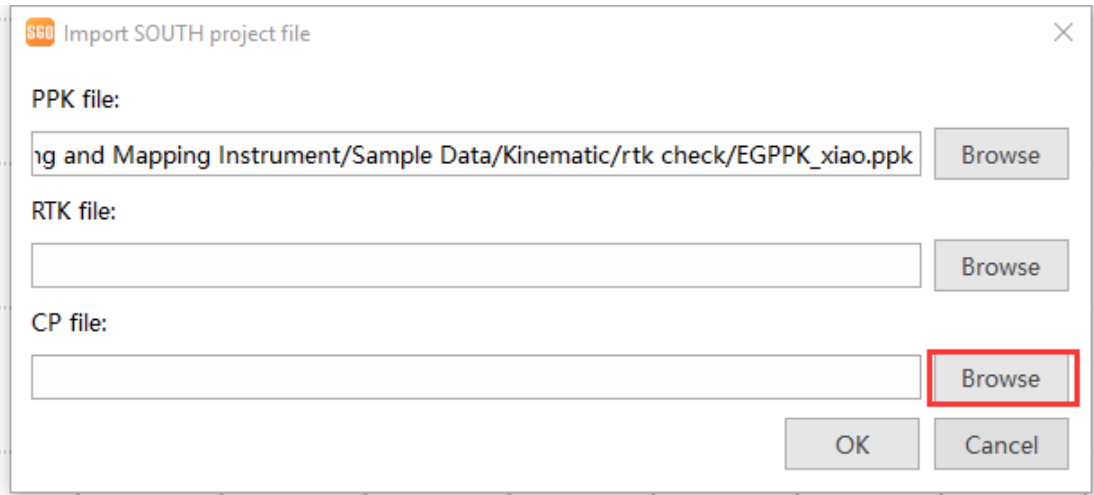 SGO Import SOUTH project file
PPK file:
ng and Mapping Instrument/Sample Data/Kinematic/rtk check/EGPPK_xiao.ppk Browse
RTK file:
Browse
CP file:
Browse
OK Cancel